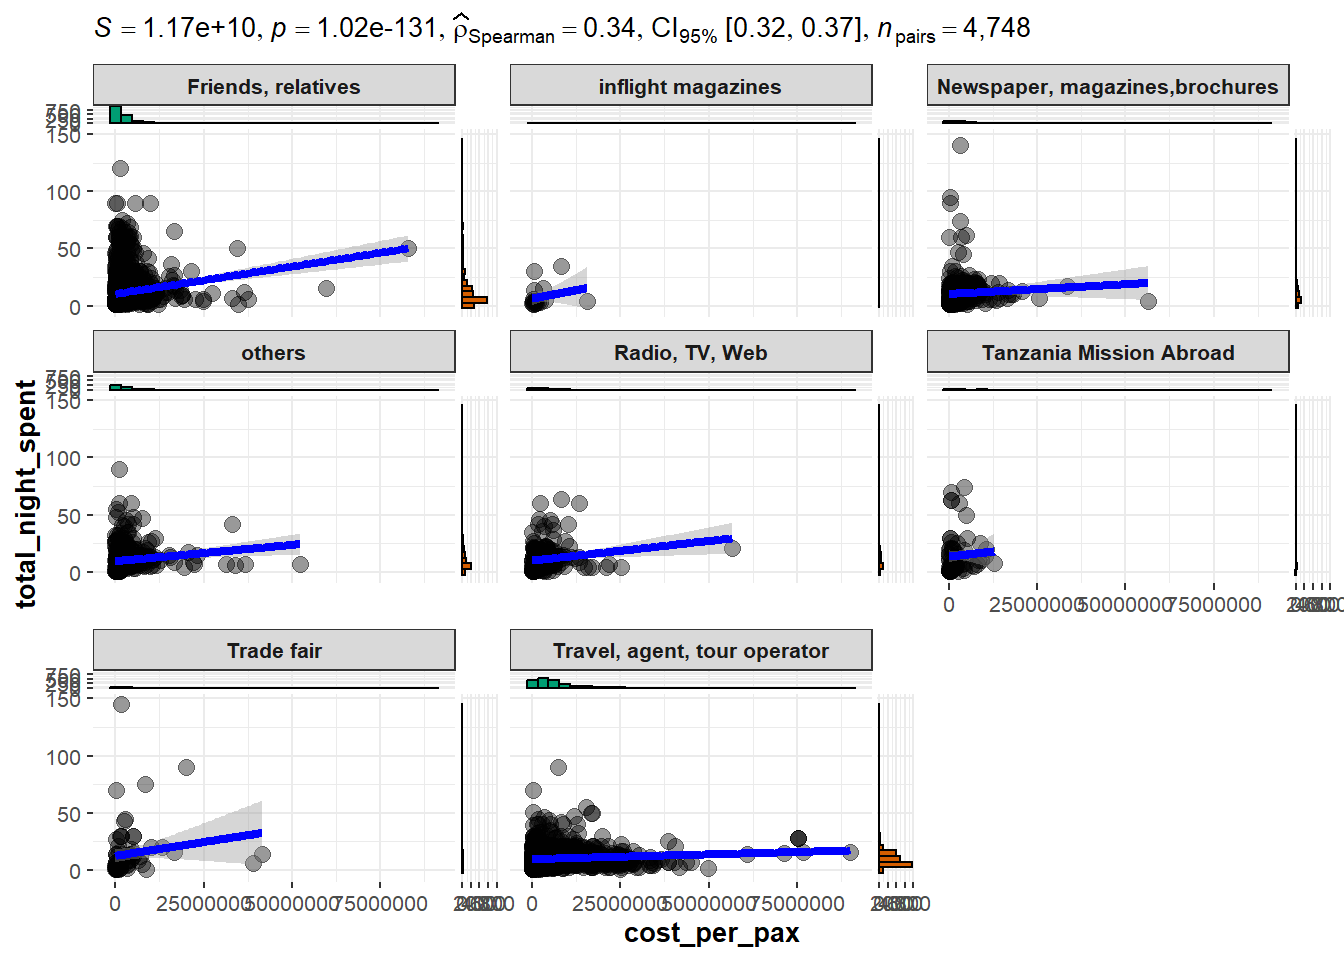 S = 1.17e+10, p = 1.02e-131, ρ̂Spearman = 0.34, CI95% [0.32, 0.37], npairs = 4,748
Friends, relatives
inflight magazines
Newspaper, magazines,brochures
750
150
100
50
0
others
Radio, TV, Web
Tanzania Mission Abroad
750
150
100
50
0
0 25000000 50000000 75000000
Trade fair
Travel, agent, tour operator
750
150
100
50
0
0 25000000 50000000 75000000
0 25000000 50000000 75000000
total_night_spent
cost_per_pax